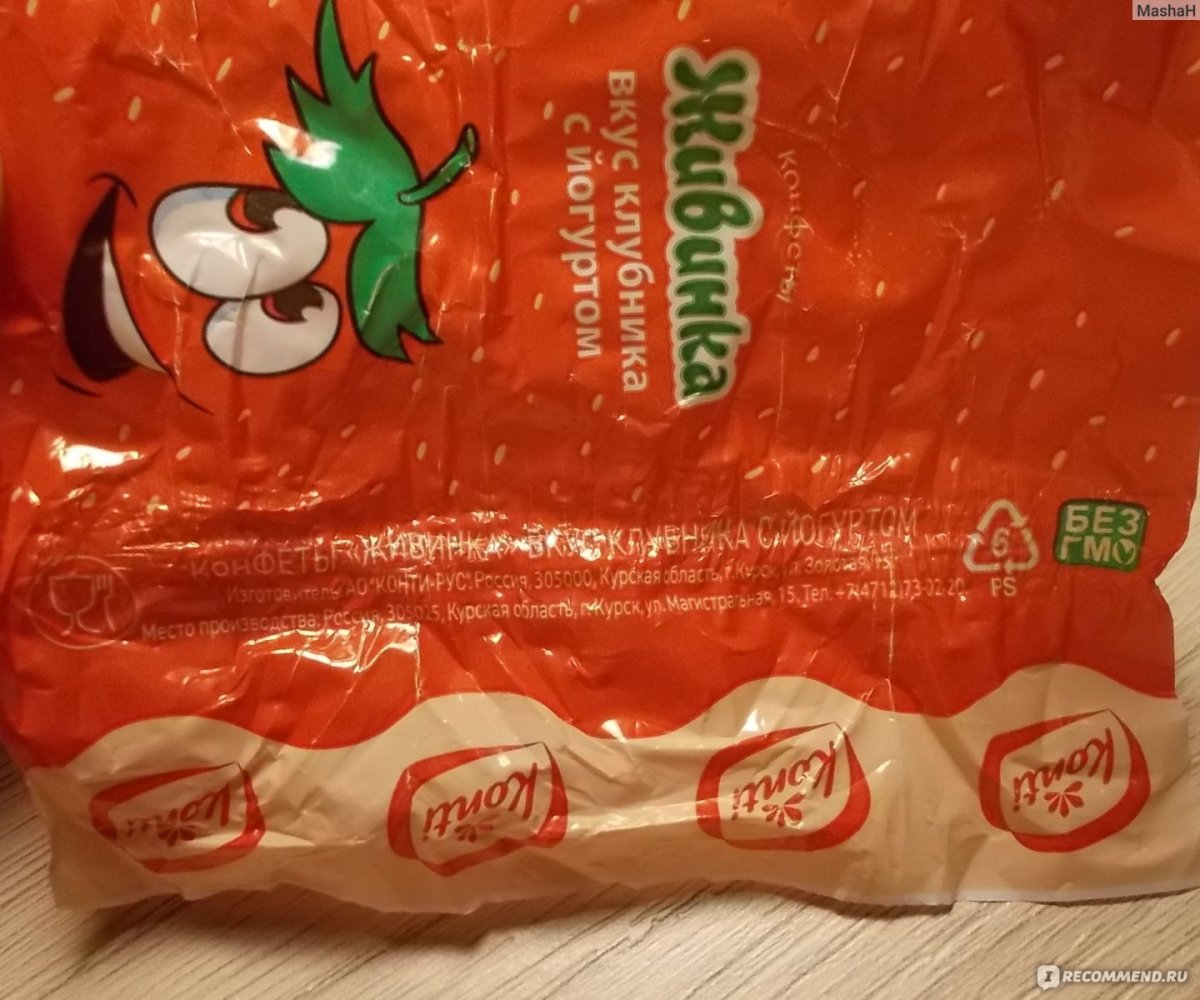 MashaH
конфеты
Живинка
вкус клубника
с йогуртом
КОНФЕТЫ «ЖИВИНКА» ВКУС КЛУБНИКА С ЙОГУРТОМ
Изготовитель: АО "КОНТИ-РУС". Россия, 305000, Курская область, г. Курск, ул. Золотая, 13.
Место производства: Россия, 305025, Курская область, г. Курск, ул. Магистральная, 15. Тел. +7(4712)73-02-20
6
PS
БЕЗ
ГМО
Konti
Konti
Konti
Konti
IRECOMMEND.RU